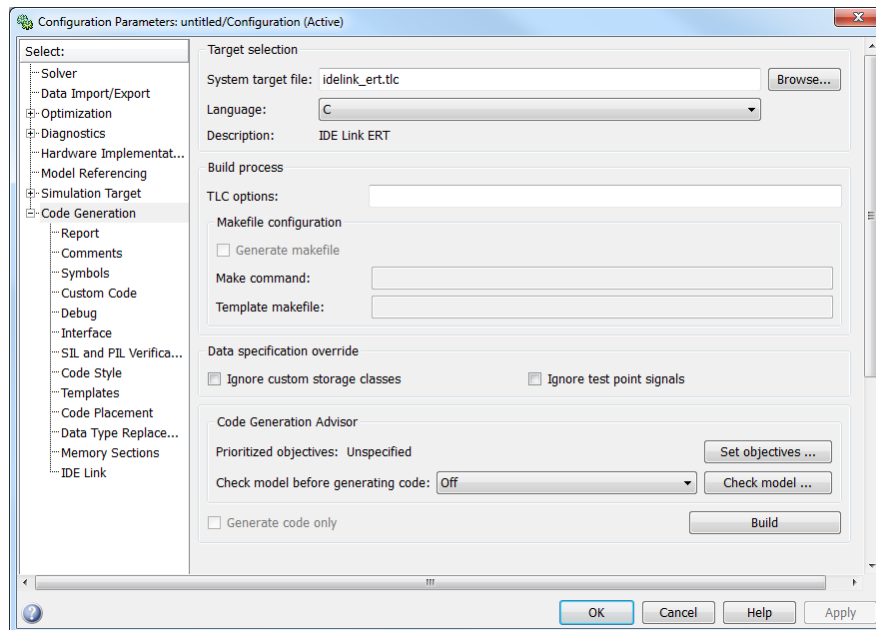 Configuration Parameters: untitled/Configuration (Active)
Select:
Solver
Data Import/Export
Optimization
Diagnostics
Hardware Implementat...
Model Referencing
Simulation Target
Code Generation
Report
Comments
Symbols
Custom Code
Debug
Interface
SIL and PIL Verifica...
Code Style
Templates
Code Placement
Data Type Replace...
Memory Sections
IDE Link
Target selection
System target file: idelink_ert.tlc Browse...
Language: C
Description: IDE Link ERT
Build process
TLC options:
Makefile configuration
Generate makefile
Make command:
Template makefile:
Data specification override
Ignore custom storage classes Ignore test point signals
Code Generation Advisor
Prioritized objectives: Unspecified Set objectives ...
Check model before generating code: Off Check model ...
Generate code only Build
OK Cancel Help Apply